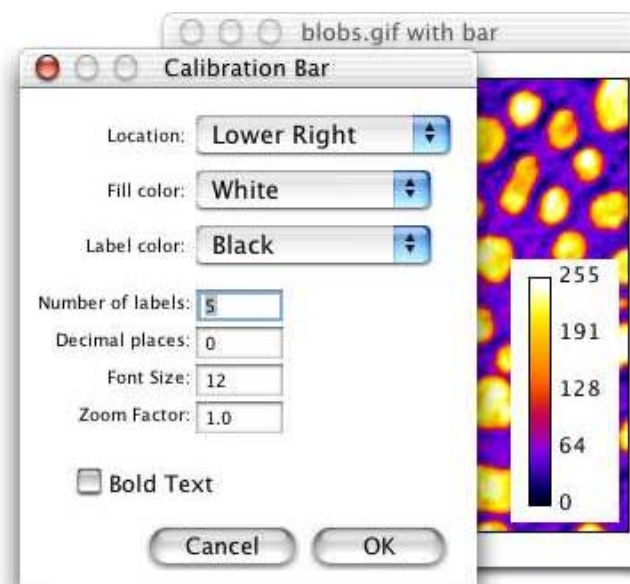 blobs.gif with bar
Calibration Bar
Location: Lower Right
Fill color: White
Label color: Black
Number of labels: 5
Decimal places: 0
Font Size: 12
Zoom Factor: 1.0
Bold Text
Cancel OK
255
191
128
64
0